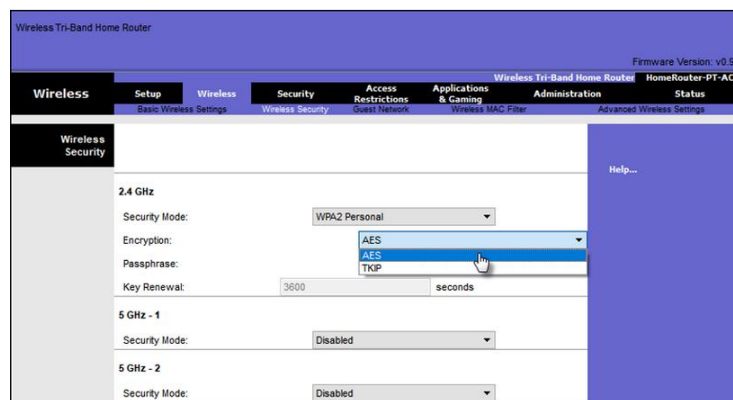 Wireless Tri-Band Home Router
Firmware Version: v0.9
Wireless Tri-Band Home Router HomeRouter-PT-AC
Wireless Setup Wireless Security Access Restrictions Applications & Gaming Administration Status
Basic Wireless Settings Wireless Security Guest Network Wireless MAC Filter Advanced Wireless Settings
Wireless Security
Help...
2.4 GHz
Security Mode: WPA2 Personal
Encryption: AES
AES
Passphrase: TKIP
Key Renewal: 3600 seconds
5 GHz - 1
Security Mode: Disabled
5 GHz - 2
Security Mode: Disabled